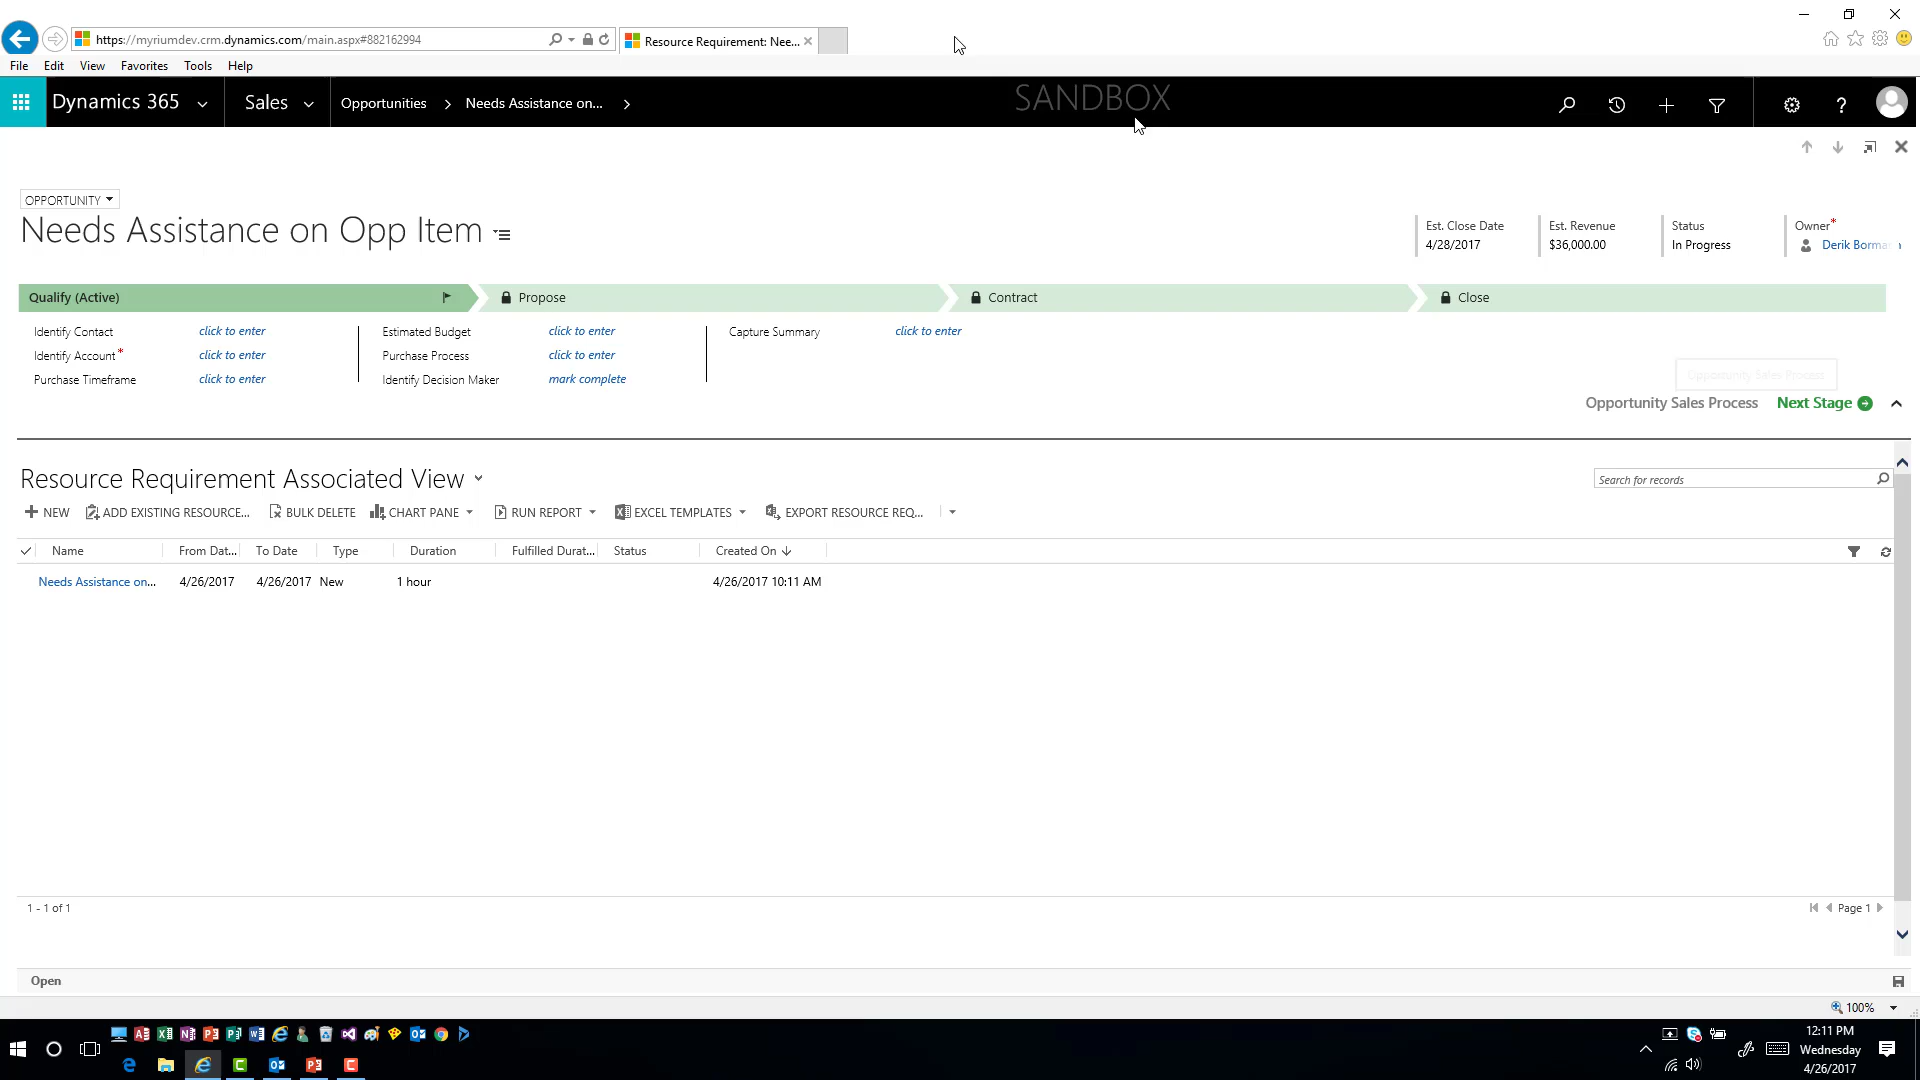 https://myriumdev.crm.dynamics.com/main.aspx#882162994
Resource Requirement: Nee...
File Edit View Favorites Tools Help
Dynamics 365 Sales Opportunities Needs Assistance on... SANDBOX ?
OPPORTUNITY
Needs Assistance on Opp Item
Est. Close Date
4/28/2017
Est. Revenue
$36,000.00
Status
In Progress
Owner*
Derik Borma
Qualify (Active) Propose Contract Close
Identify Contact click to enter Estimated Budget click to enter Capture Summary click to enter
Identify Account* click to enter Purchase Process click to enter
Purchase Timeframe click to enter Identify Decision Maker mark complete
Opportunity Sales Process
Opportunity Sales Process Next Stage
Resource Requirement Associated View
Search for records
NEW ADD EXISTING RESOURCE... BULK DELETE CHART PANE RUN REPORT EXCEL TEMPLATES EXPORT RESOURCE REQ...
Name From Dat... To Date Type Duration Fulfilled Durat... Status Created On
Needs Assistance on... 4/26/2017 4/26/2017 New 1 hour 4/26/2017 10:11 AM
1 - 1 of 1 Page 1
Open
100%
12:11 PM
Wednesday
4/26/2017